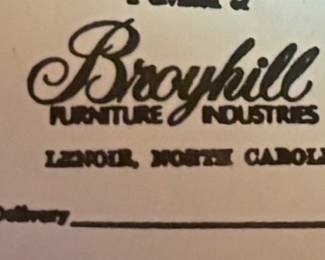 Broyhill
FURNITURE INDUSTRIES
LENOIR, NORTH CAROL
Delivery